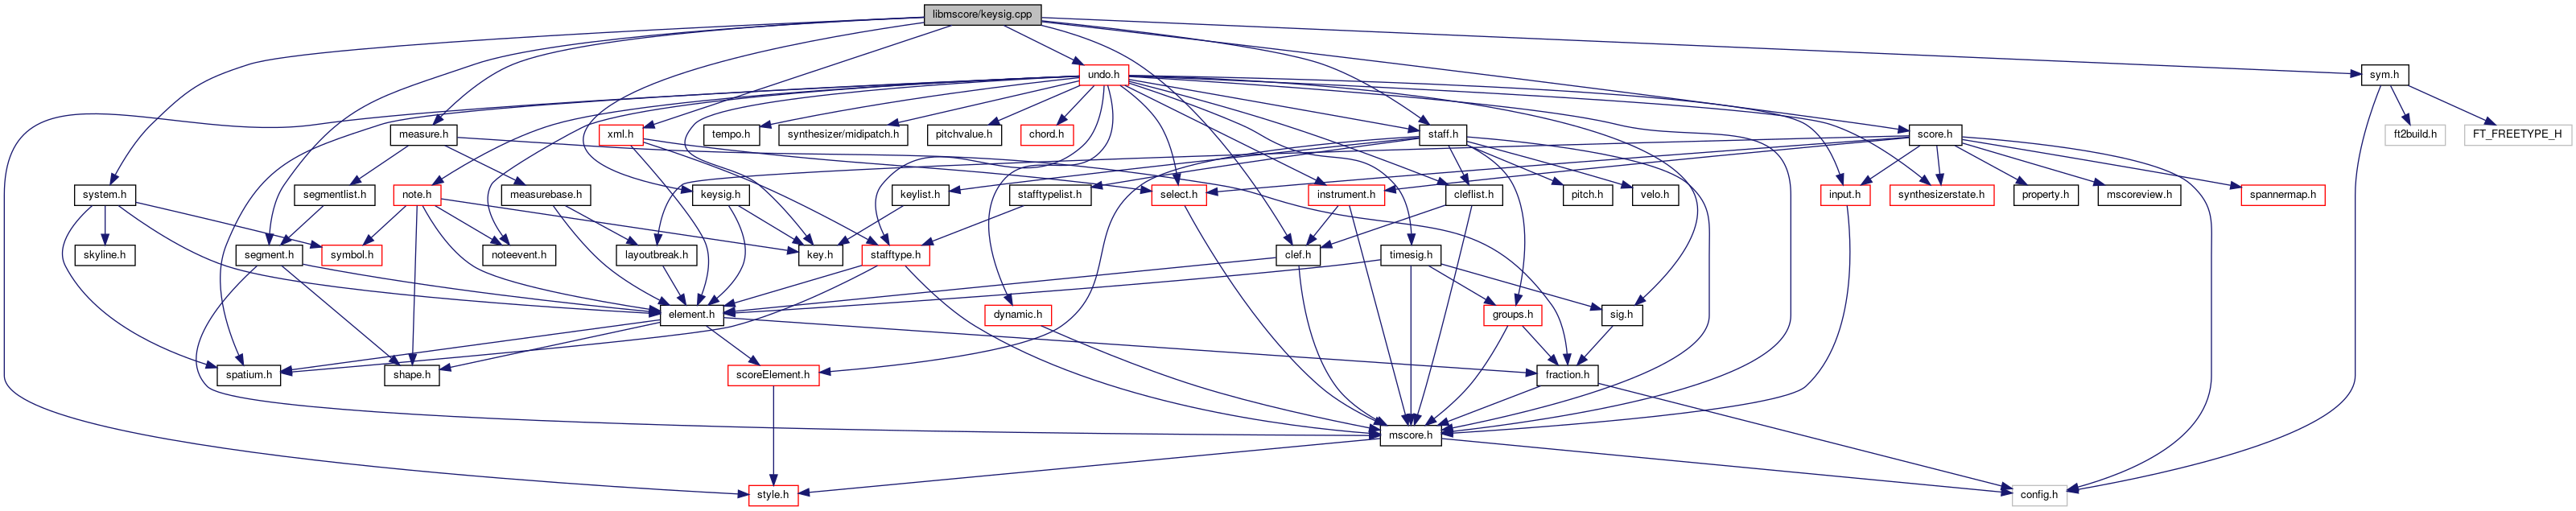 libmscore/keysig.cpp
undo.h
sym.h
measure.h
xml.h
tempo.h
synthesizer/midipatch.h
pitchvalue.h
chord.h
staff.h
score.h
ft2build.h
FT_FREETYPE_H
system.h
segmentlist.h
note.h
measurebase.h
keysig.h
keylist.h
stafftypelist.h
select.h
instrument.h
cleflist.h
pitch.h
velo.h
input.h
synthesizerstate.h
property.h
mscoreview.h
spannermap.h
skyline.h
segment.h
symbol.h
noteevent.h
layoutbreak.h
key.h
stafftype.h
clef.h
timesig.h
element.h
dynamic.h
groups.h
sig.h
spatium.h
shape.h
scoreElement.h
fraction.h
mscore.h
style.h
config.h